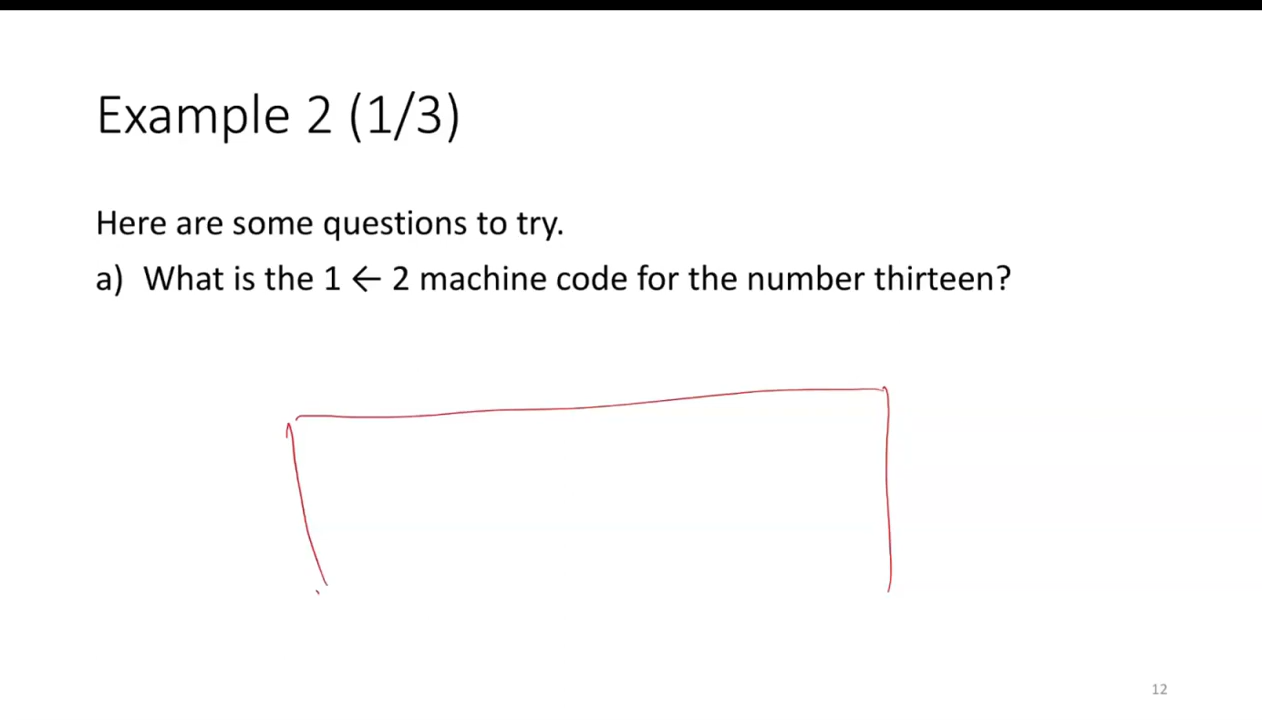 Example 2 (1/3)
Here are some questions to try.
a) What is the 1 ← 2 machine code for the number thirteen?
12